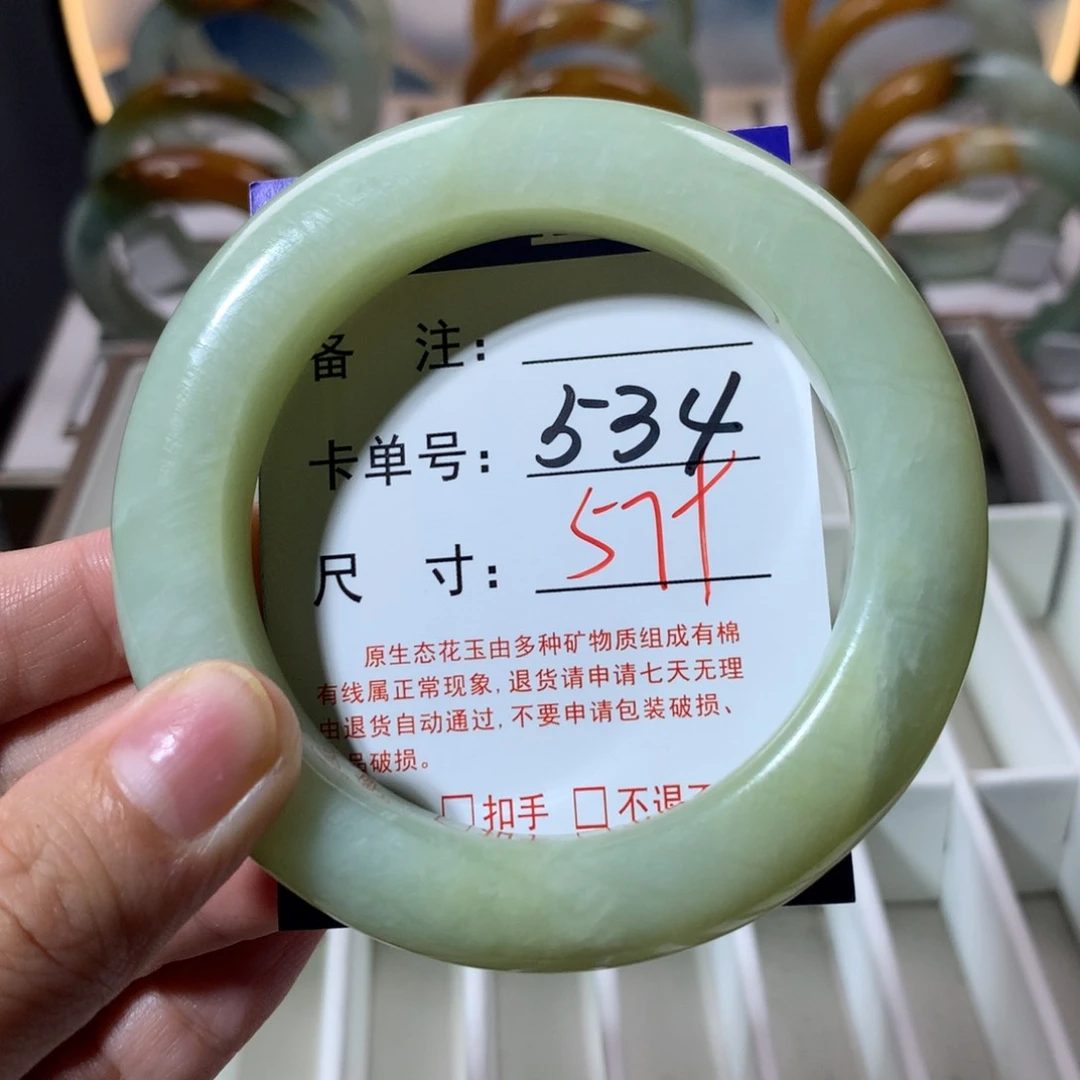 备 注：
卡单号：534
尺 寸：57+
原生态花玉由多种矿物质组成有棉
有线属正常现象，退货请申请七天无理
由退货自动通过，不要申请包装破损、
品破损。
□扣手 □不退